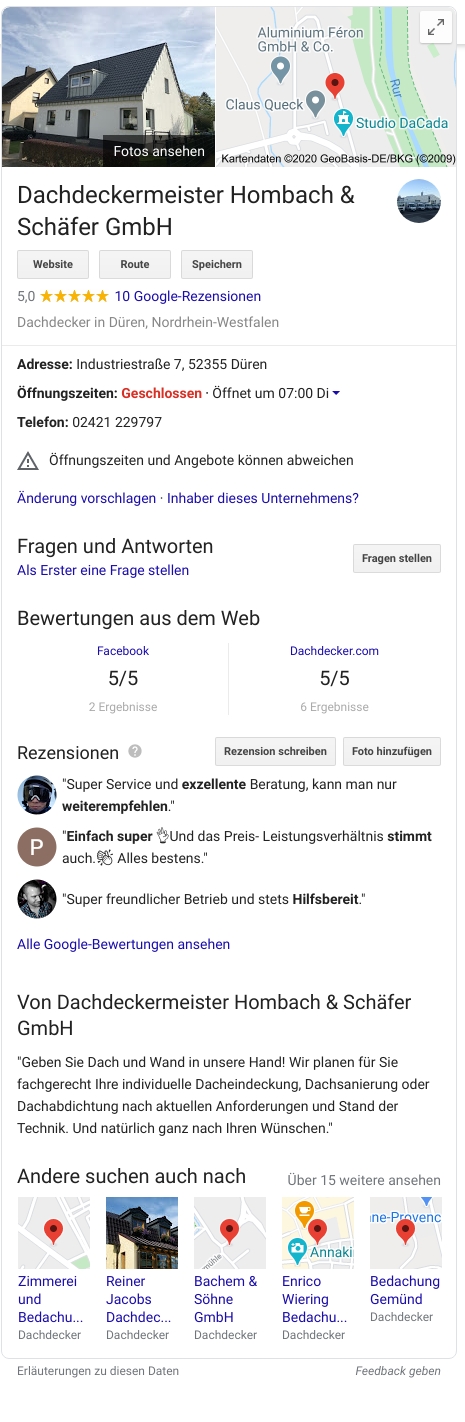 Aluminium Féron
GmbH & Co.
Rur
Claus Queck
Studio DaCada
Fotos ansehen
Kartendaten ©2020 GeoBasis-DE/BKG (©2009)
Dachdeckermeister Hombach &
Schäfer GmbH
Website Route Speichern
5,0 ★★★★★ 10 Google-Rezensionen
Dachdecker in Düren, Nordrhein-Westfalen
Adresse: Industriestraße 7, 52355 Düren
Öffnungszeiten: Geschlossen · Öffnet um 07:00 Di
Telefon: 02421 229797
Öffnungszeiten und Angebote können abweichen
Änderung vorschlagen · Inhaber dieses Unternehmens?
Fragen und Antworten
Als Erster eine Frage stellen
Fragen stellen
Bewertungen aus dem Web
Facebook Dachdecker.com
5/5 5/5
2 Ergebnisse 6 Ergebnisse
Rezensionen ? Rezension schreiben Foto hinzufügen
"Super Service und exzellente Beratung, kann man nur
weiterempfehlen."
P
"Einfach super 👌Und das Preis- Leistungsverhältnis stimmt
auch.👏 Alles bestens."
"Super freundlicher Betrieb und stets Hilfsbereit."
Alle Google-Bewertungen ansehen
Von Dachdeckermeister Hombach & Schäfer
GmbH
"Geben Sie Dach und Wand in unsere Hand! Wir planen für Sie
fachgerecht Ihre individuelle Dacheindeckung, Dachsanierung oder
Dachabdichtung nach aktuellen Anforderungen und Stand der
Technik. Und natürlich ganz nach Ihren Wünschen."
Andere suchen auch nach Über 15 weitere ansehen
mühle
Annaki
ne-Provenc
Zimmerei
und
Bedachu...
Dachdecker
Reiner
Jacobs
Dachdec...
Dachdecker
Bachem &
Söhne
GmbH
Dachdecker
Enrico
Wiering
Bedachu...
Dachdecker
Bedachung
Gemünd
Dachdecker
Erläuterungen zu diesen Daten Feedback geben